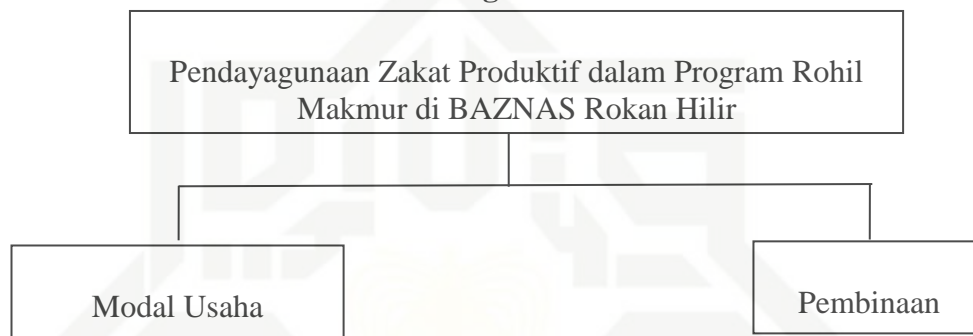 Pendayagunaan Zakat Produktif dalam Program Rohil
Makmur di BAZNAS Rokan Hilir
Modal Usaha
Pembinaan